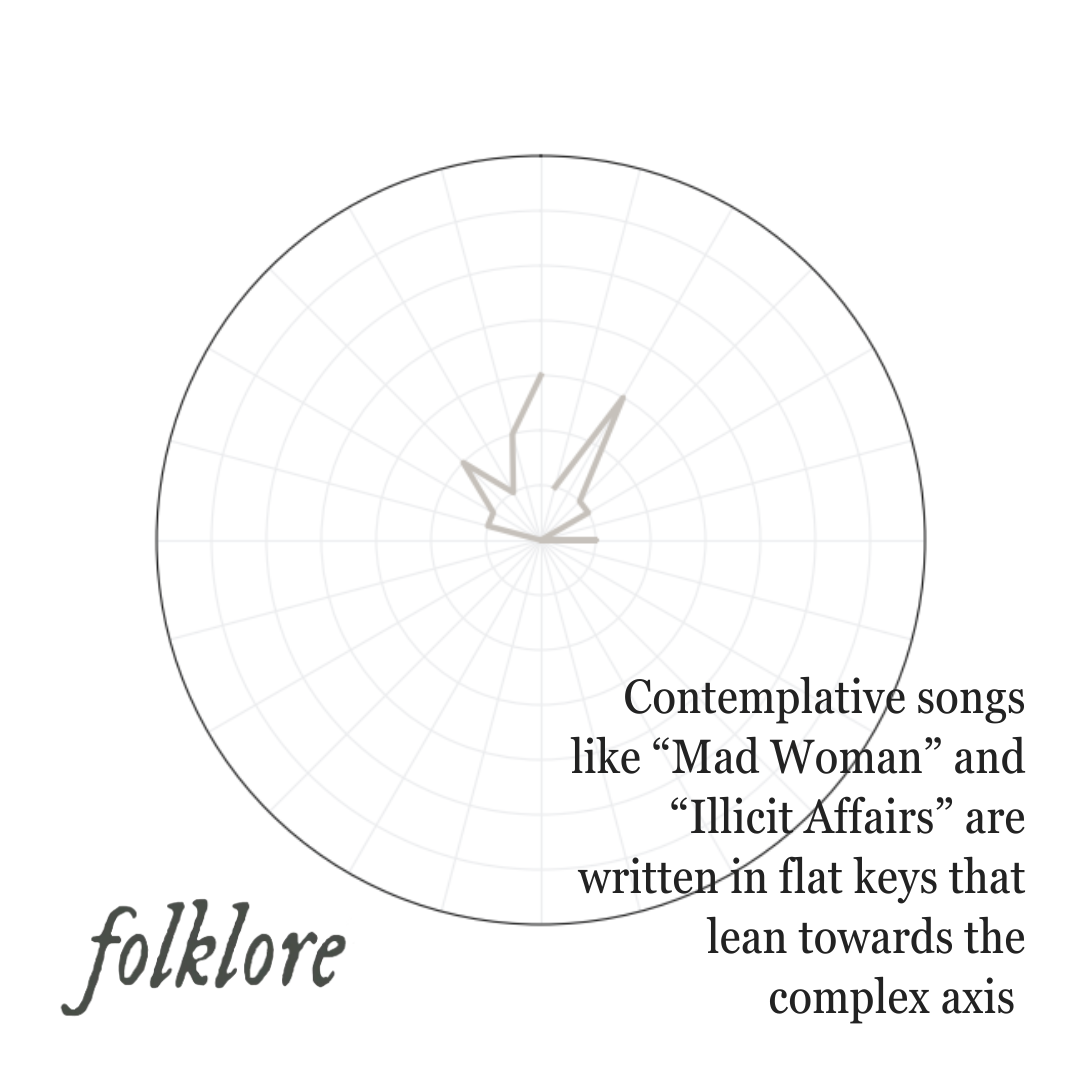 Contemplative songs
like “Mad Woman” and
“Illicit Affairs” are
written in flat keys that
lean towards the
complex axis
folklore